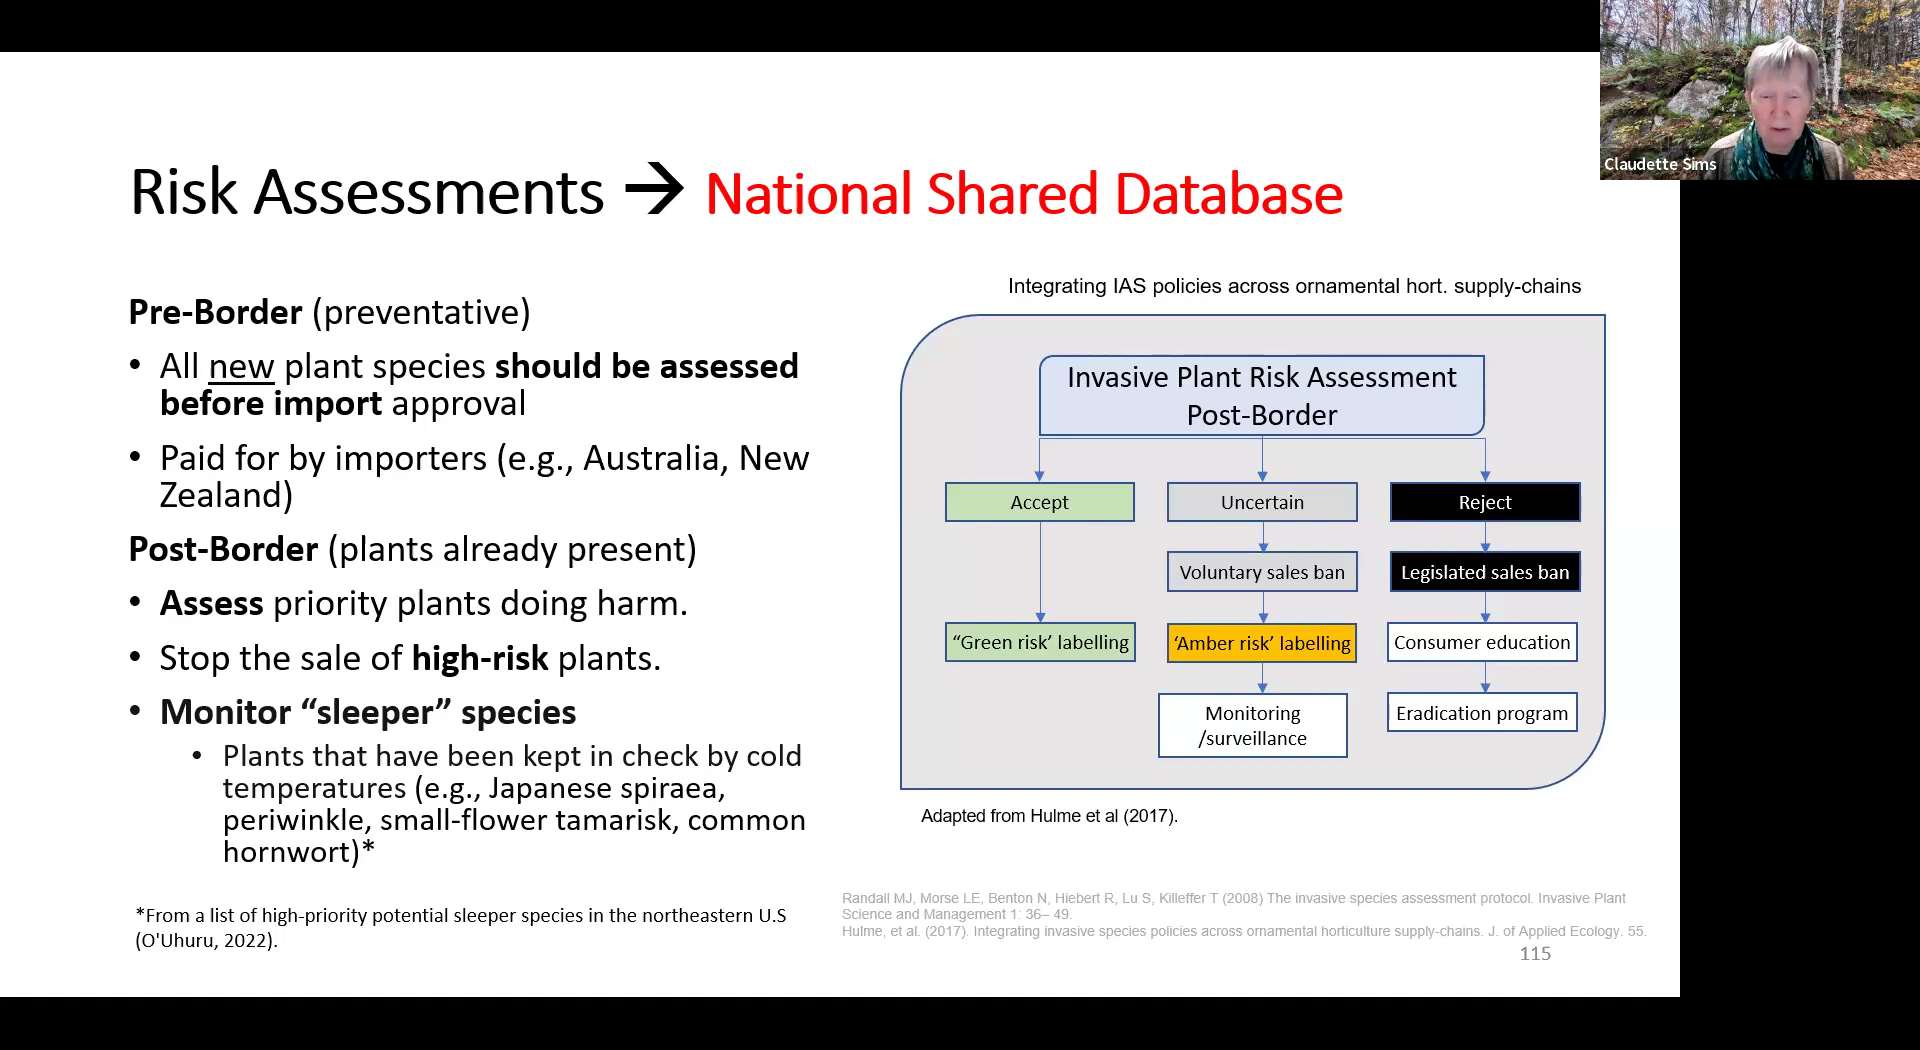 Claudette Sims
Risk Assessments → National Shared Database
Pre-Border (preventative)
• All new plant species should be assessed
before import approval
• Paid for by importers (e.g., Australia, New
Zealand)
Post-Border (plants already present)
• Assess priority plants doing harm.
• Stop the sale of high-risk plants.
• Monitor “sleeper” species
• Plants that have been kept in check by cold
temperatures (e.g., Japanese spiraea,
periwinkle, small-flower tamarisk, common
hornwort)*
*From a list of high-priority potential sleeper species in the northeastern U.S
(O'Uhuru, 2022).
Integrating IAS policies across ornamental hort. supply-chains
Invasive Plant Risk Assessment
Post-Border
Accept
Uncertain
Reject
Voluntary sales ban
Legislated sales ban
“Green risk’ labelling
‘Amber risk’ labelling
Consumer education
Monitoring
/surveillance
Eradication program
Adapted from Hulme et al (2017).
Randall MJ, Morse LE, Benton N, Hiebert R, Lu S, Killeffer T (2008) The invasive species assessment protocol. Invasive Plant
Science and Management 1: 36– 49.
Hulme, et al. (2017). Integrating invasive species policies across ornamental horticulture supply-chains. J. of Applied Ecology. 55.
115